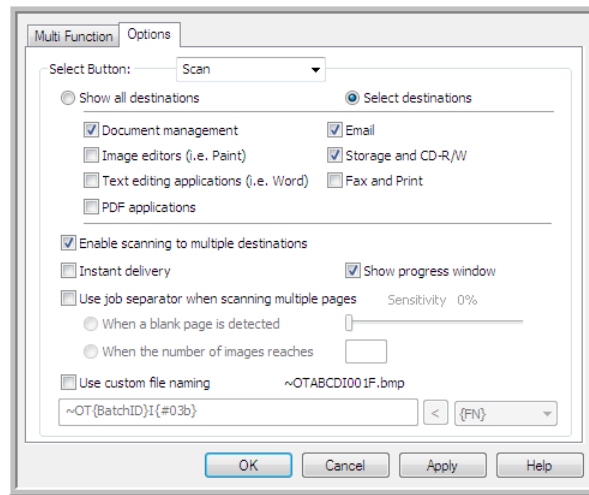 Multi Function Options
Select Button: Scan
Show all destinations Select destinations
Document management Email
Image editors (i.e. Paint) Storage and CD-R/W
Text editing applications (i.e. Word) Fax and Print
PDF applications
Enable scanning to multiple destinations
Instant delivery Show progress window
Use job separator when scanning multiple pages Sensitivity 0%
When a blank page is detected
When the number of images reaches
Use custom file naming ~OTABCDI001F.bmp
~OT{BatchID}I{#03b} < {FN}
OK Cancel Apply Help